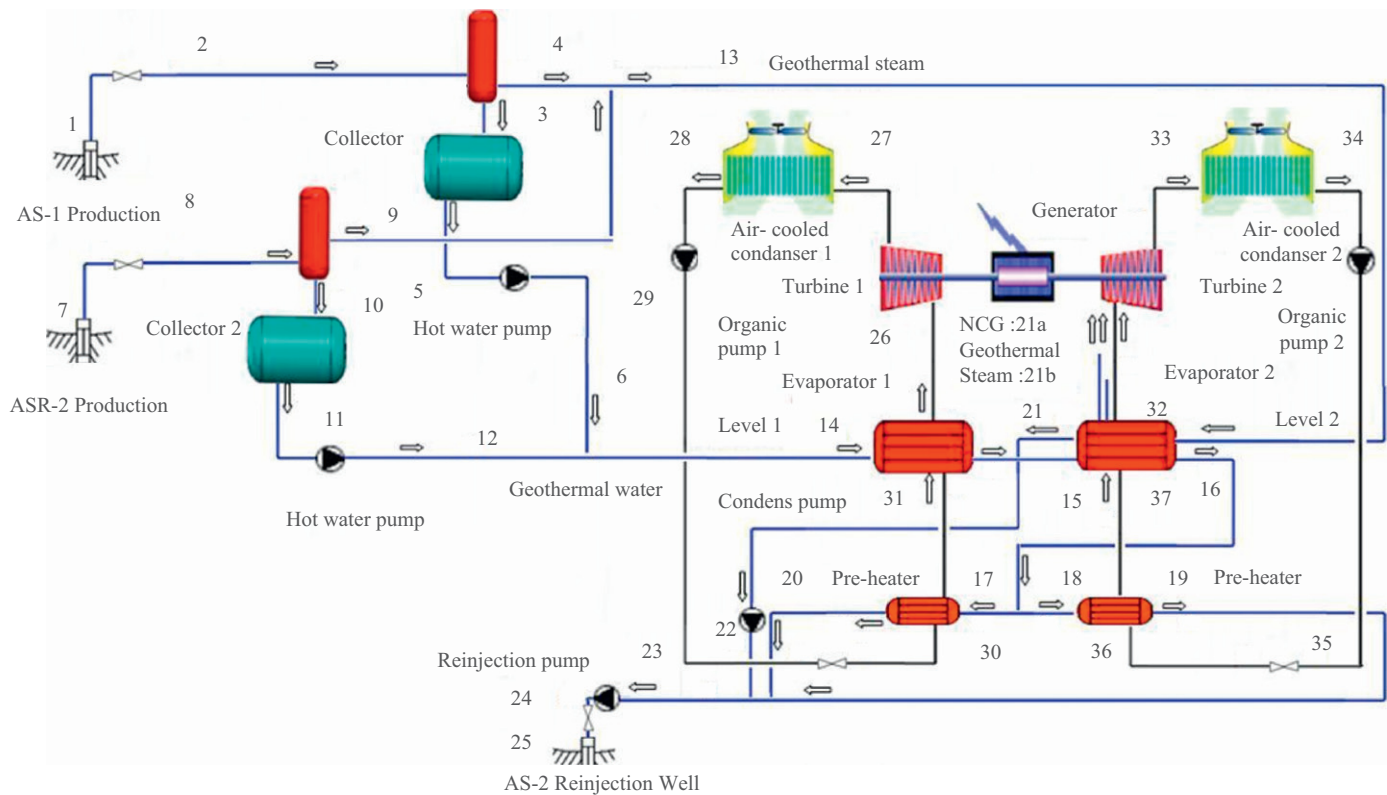 2
4
13
Geothermal steam
1
3
Collector
28
27
33
34
AS-1 Production
8
9
Generator
Air- cooled
condanser 1
Air- cooled
condanser 2
7
10
5
29
Turbine 1
Turbine 2
Collector 2
Hot water pump
Organic
pump 1
26
NCG :21a
Geothermal
Steam :21b
Organic
pump 2
6
Evaporator 1
Evaporator 2
ASR-2 Production
11
12
Level 1
14
21
32
Level 2
Geothermal water
Hot water pump
Condens pump
31
15
37
16
20
Pre-heater
17
18
19
Pre-heater
22
Reinjection pump
23
30
36
35
24
25
AS-2 Reinjection Well